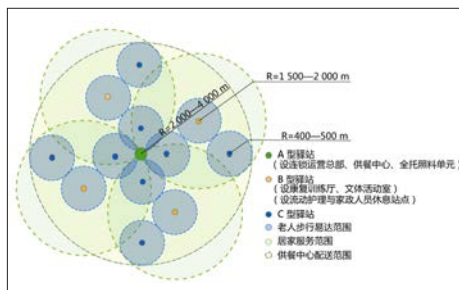 R=2 000—4 000 m
R=1 500—2 000 m
R=400—500 m
A 型驿站
(设连锁运营总部、供餐中心、全托照料单元)
B 型驿站
(设康复训练厅、文体活动室)
(设流动护理与家政人员休息站点)
C 型驿站
老人步行易达范围
居家服务范围
供餐中心配送范围